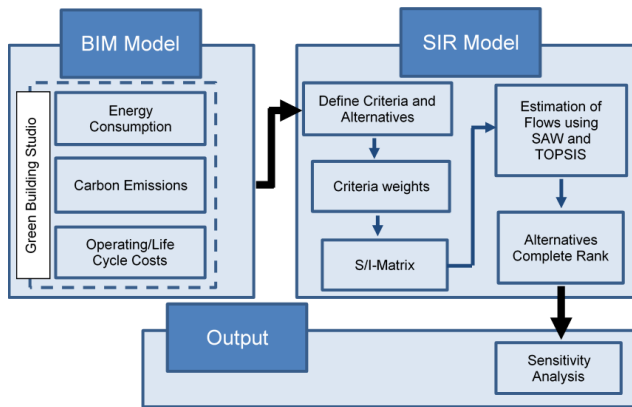 BIM Model
Green Building Studio
Energy
Consumption
Carbon Emissions
Operating/Life
Cycle Costs
SIR Model
Define Criteria and
Alternatives
Criteria weights
S/I-Matrix
Estimation of
Flows using
SAW and
TOPSIS
Alternatives
Complete Rank
Output
Sensitivity
Analysis